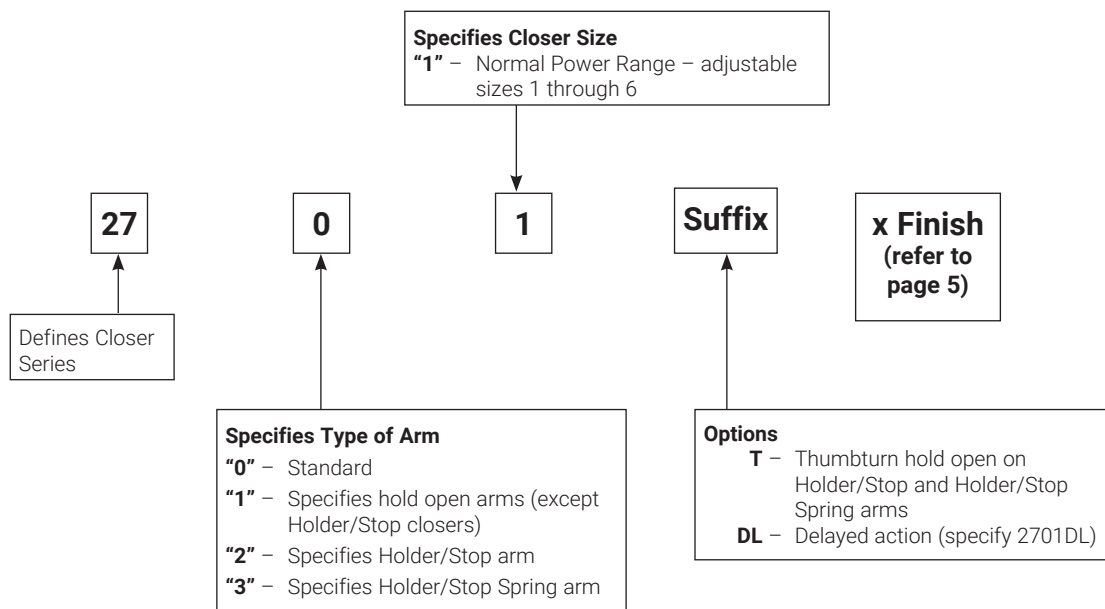 Specifies Closer Size
“1” – Normal Power Range – adjustable
sizes 1 through 6
27
0
1
Suffix
x Finish
(refer to
page 5)
Defines Closer
Series
Specifies Type of Arm
“0” – Standard
“1” – Specifies hold open arms (except
Holder/Stop closers)
“2” – Specifies Holder/Stop arm
“3” – Specifies Holder/Stop Spring arm
Options
T – Thumbturn hold open on
Holder/Stop and Holder/Stop
Spring arms
DL – Delayed action (specify 2701DL)